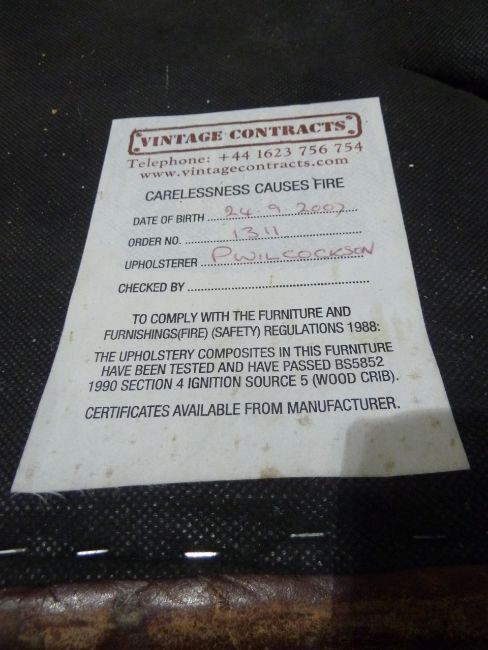 VINTAGE CONTRACTS
Telephone: +44 1623 756 754
www.vintagecontracts.com
CARELESSNESS CAUSES FIRE
DATE OF BIRTH 24.9.2007
ORDER NO. 1311
UPHOLSTERER P WILCOCKSON
CHECKED BY
TO COMPLY WITH THE FURNITURE AND
FURNISHINGS(FIRE) (SAFETY) REGULATIONS 1988:
THE UPHOLSTERY COMPOSITES IN THIS FURNITURE
HAVE BEEN TESTED AND HAVE PASSED BS5852
1990 SECTION 4 IGNITION SOURCE 5 (WOOD CRIB).
CERTIFICATES AVAILABLE FROM MANUFACTURER.